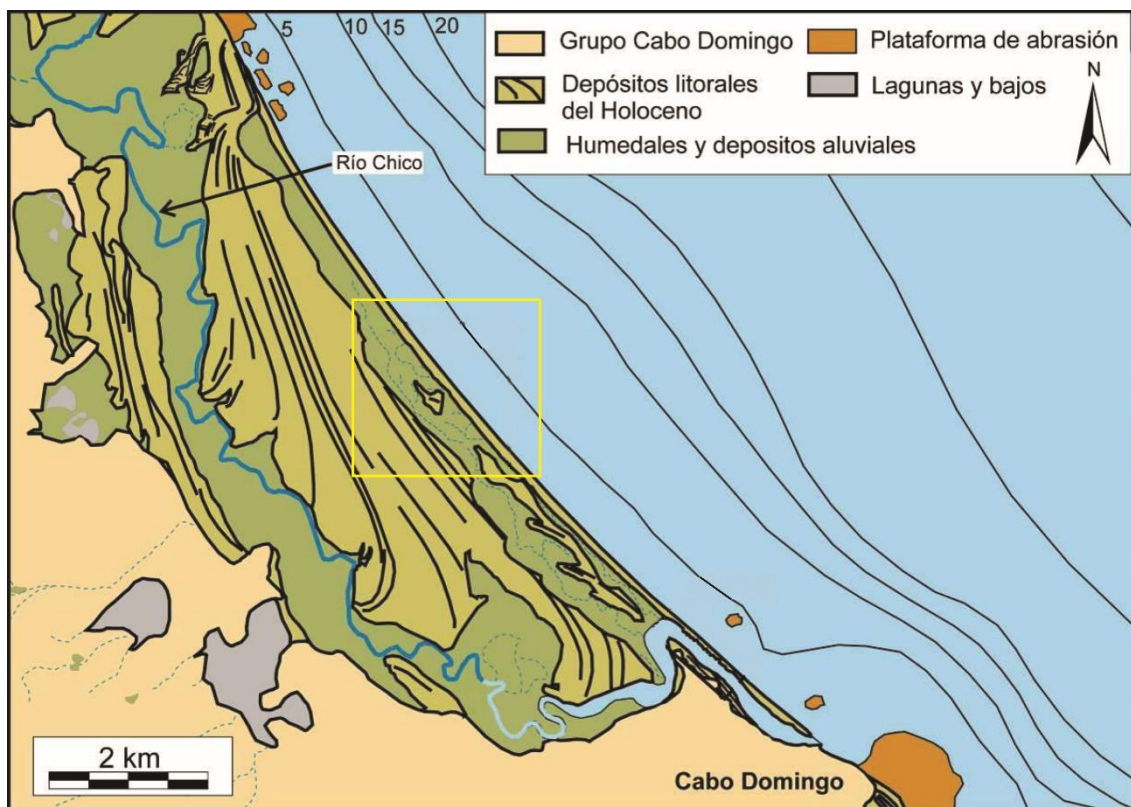 5
10
15
20
Grupo Cabo Domingo
Plataforma de abrasión
Depósitos litorales
del Holoceno
Lagunas y bajos
Humedales y depositos aluviales
N
Río Chico
2 km
Cabo Domingo